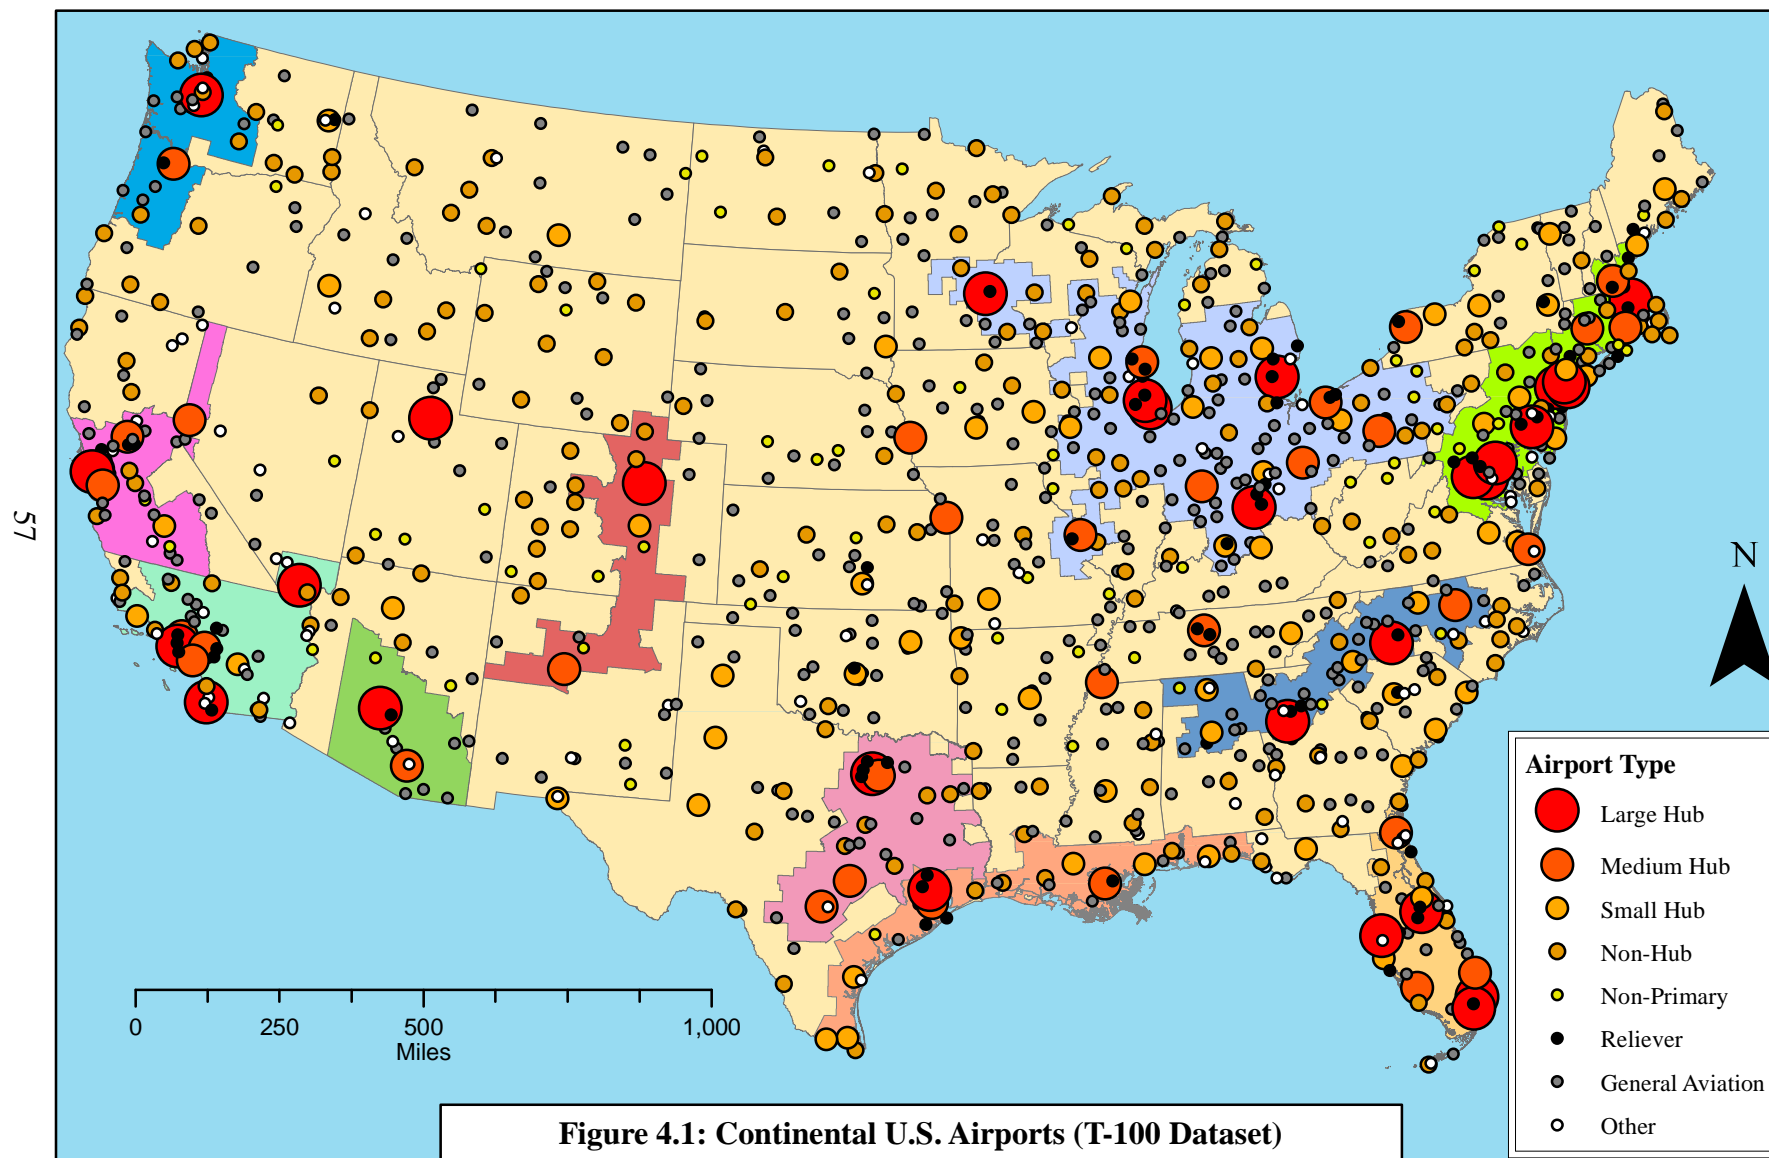 57
N
Airport Type
Large Hub
Medium Hub
Small Hub
Non-Hub
Non-Primary
Reliever
General Aviation
Other
0 250 500 1,000
Miles
Figure 4.1: Continental U.S. Airports (T-100 Dataset)